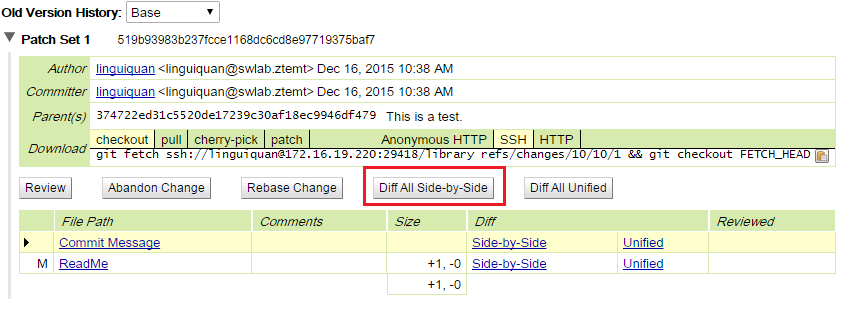 Old Version History: Base
Patch Set 1 519b93983b237fcce1168dc6cd8e97719375baf7
Author linguiquan <linguiquan@swlab.ztemt> Dec 16, 2015 10:38 AM
Committer linguiquan <linguiquan@swlab.ztemt> Dec 16, 2015 10:38 AM
Parent(s) 374722ed31c5520de17239c30af18ec9946df479 This is a test.
Download checkout pull cherry-pick patch Anonymous HTTP SSH HTTP
git fetch ssh://linguiquan@172.16.19.220:29418/library refs/changes/10/10/1 && git checkout FETCH_HEAD
Review Abandon Change Rebase Change Diff All Side-by-Side Diff All Unified
File Path Comments Size Diff Reviewed
Commit Message Side-by-Side Unified
M ReadMe +1, -0 Side-by-Side Unified
+1, -0